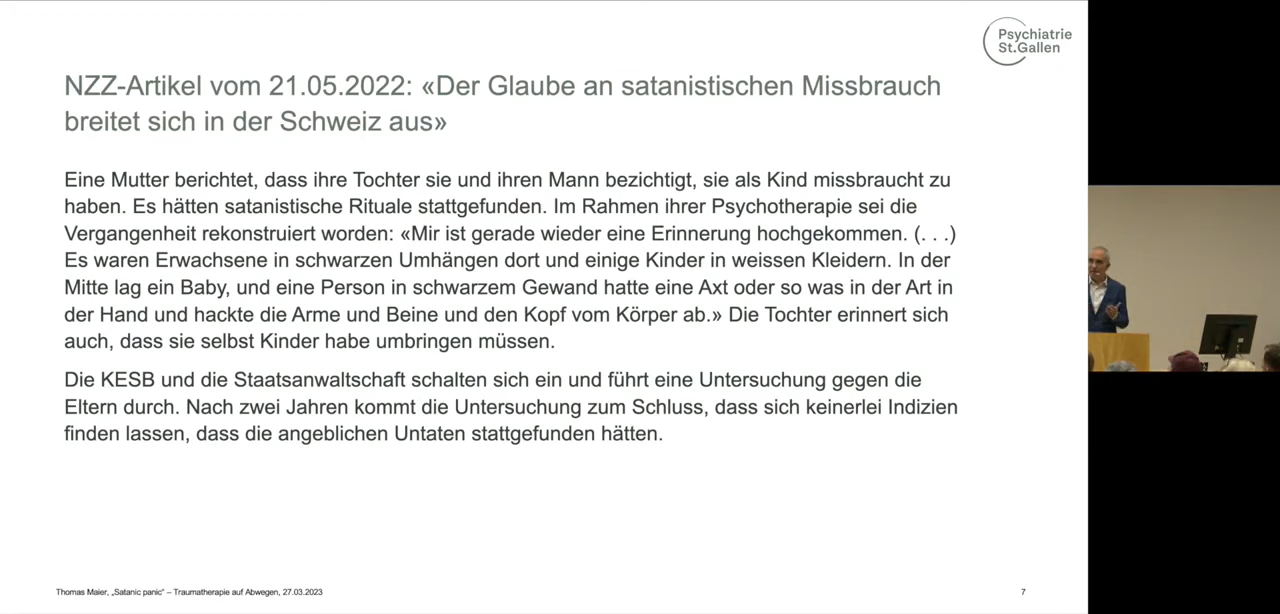 Psychiatrie
St.Gallen
NZZ-Artikel vom 21.05.2022: «Der Glaube an satanistischen Missbrauch
breitet sich in der Schweiz aus»
Eine Mutter berichtet, dass ihre Tochter sie und ihren Mann bezichtigt, sie als Kind missbraucht zu
haben. Es hätten satanistische Rituale stattgefunden. Im Rahmen ihrer Psychotherapie sei die
Vergangenheit rekonstruiert worden: «Mir ist gerade wieder eine Erinnerung hochgekommen. (. . .)
Es waren Erwachsene in schwarzen Umhängen dort und einige Kinder in weissen Kleidern. In der
Mitte lag ein Baby, und eine Person in schwarzem Gewand hatte eine Axt oder so was in der Art in
der Hand und hackte die Arme und Beine und den Kopf vom Körper ab.» Die Tochter erinnert sich
auch, dass sie selbst Kinder habe umbringen müssen.
Die KESB und die Staatsanwaltschaft schalten sich ein und führt eine Untersuchung gegen die
Eltern durch. Nach zwei Jahren kommt die Untersuchung zum Schluss, dass sich keinerlei Indizien
finden lassen, dass die angeblichen Untaten stattgefunden hätten.
Thomas Maier, „Satanic panic“ – Traumatherapie auf Abwegen, 27.03.2023
7